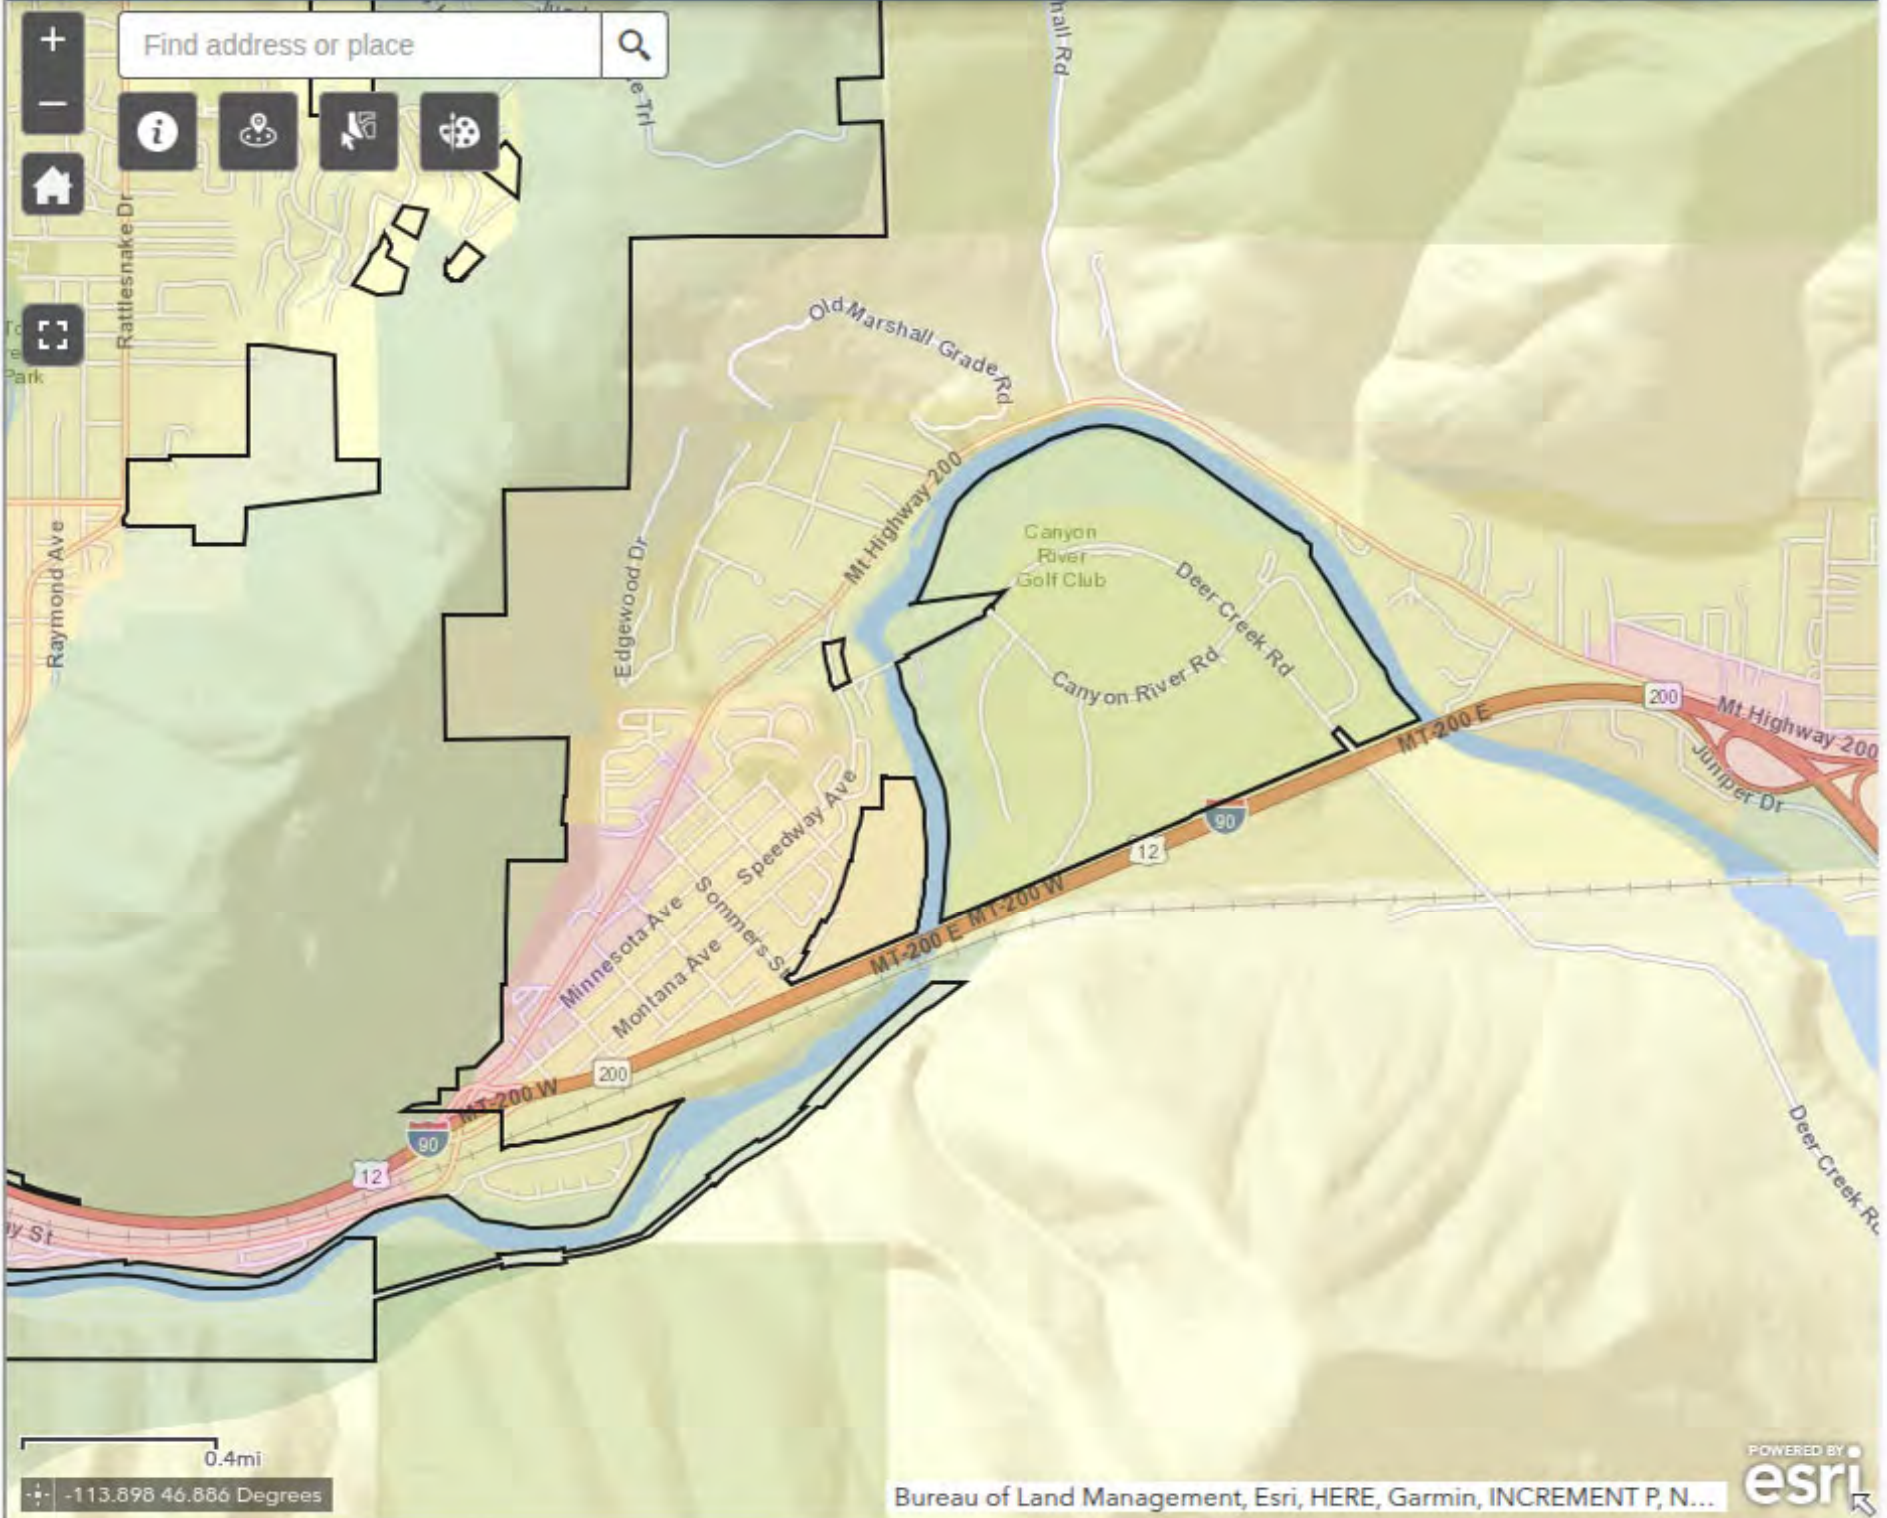 +
Find address or place
–
Rattlesnake Dr
Park
Raymond Ave
Old Marshall Grade Rd
Mt Highway 200
Edgewood Dr
Canyon
River
Golf Club
Deer Creek Rd
Canyon River Rd
MT-200 E
200
Mt Highway 200
Juniper Dr
90
12
Speedway Ave
Sommers St
Minnesota Ave
Montana Ave
MT-200 W
MT-200 E
200
MT-200 W
90
12
Deer Creek Rd
0.4mi
-113.898 46.886 Degrees
Bureau of Land Management, Esri, HERE, Garmin, INCREMENT P, N...
POWERED BY
esri